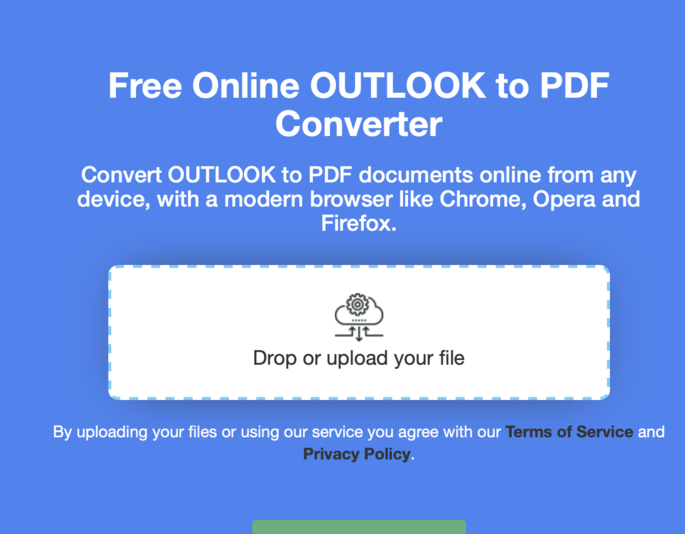 Free Online OUTLOOK to PDF
Converter
Convert OUTLOOK to PDF documents online from any
device, with a modern browser like Chrome, Opera and
Firefox.
Drop or upload your file
By uploading your files or using our service you agree with our Terms of Service and
Privacy Policy.